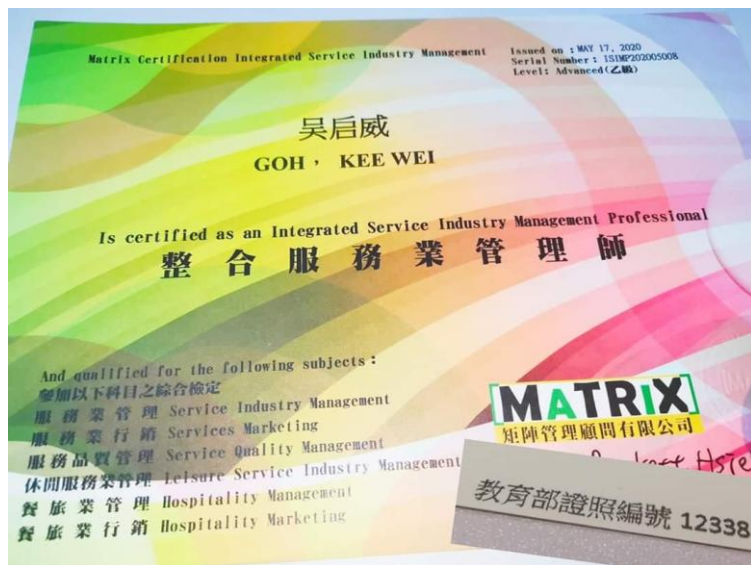 Matrix Certification Integrated Service Industry Management
Issued on : MAY 17, 2020
Serial Number: ISIMP202005008
Level: Advanced(乙級)
吴启威
GOH， KEE WEI
Is certified as an Integrated Service Industry Management Professional
整合服務業管理師
And qualified for the following subjects：
參加以下科目之綜合檢定
服務業管理 Service Industry Management
服務業行銷 Services Marketing
服務品質管理 Service Quality Management
休閒服務業管理 Leisure Service Industry Management
餐旅業管理 Hospitality Management
餐旅業行銷 Hospitality Marketing
MATRIX
矩陣管理顧問有限公司
教育部證照編號 12338